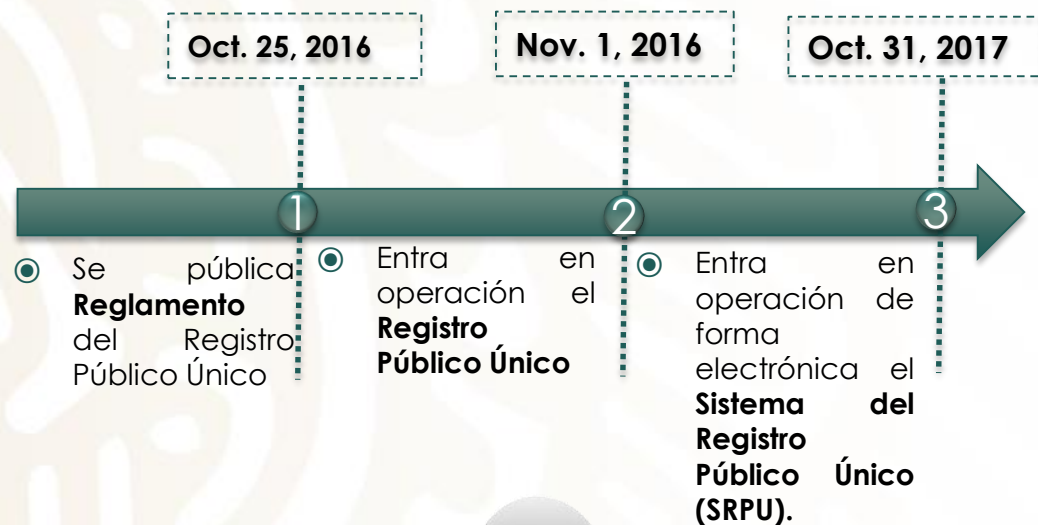 Oct. 25, 2016
Nov. 1, 2016
Oct. 31, 2017
1
2
3
Se pública
Reglamento
del Registro
Público Único
Entra en
operación el
Registro
Público Único
Entra en
operación de
forma
electrónica el
Sistema del
Registro
Público Único
(SRPU).